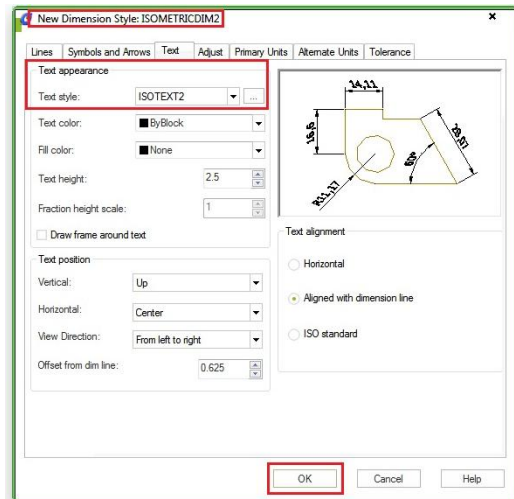 New Dimension Style: ISOMETRICDIM2
Lines Symbols and Arrows Text Adjust Primary Units Alternate Units Tolerance
Text appearance
Text style: ISOTEXT2 ...
Text color: ByBlock
Fill color: None
Text height: 2.5
Fraction height scale: 1
Draw frame around text
Text position
Vertical: Up
Horizontal: Center
View Direction: From left to right
Offset from dim line: 0.625
14,11
16,6
60°
R11,17
Text alignment
Horizontal
Aligned with dimension line
ISO standard
OK Cancel Help